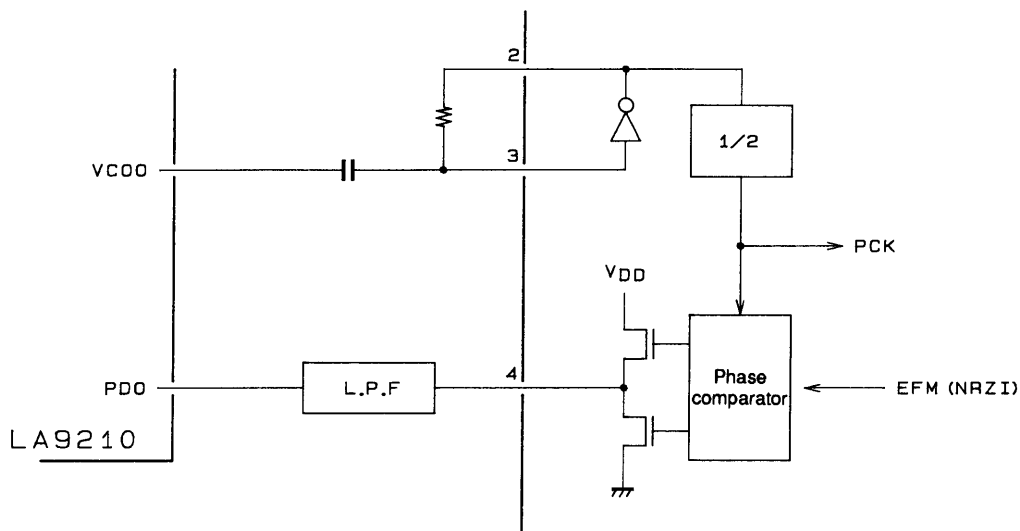 2
1/2
3
VCOO
PCK
VDD
4
PDO
L.P.F
Phase
comparator
EFM (NRZI)
LA9210